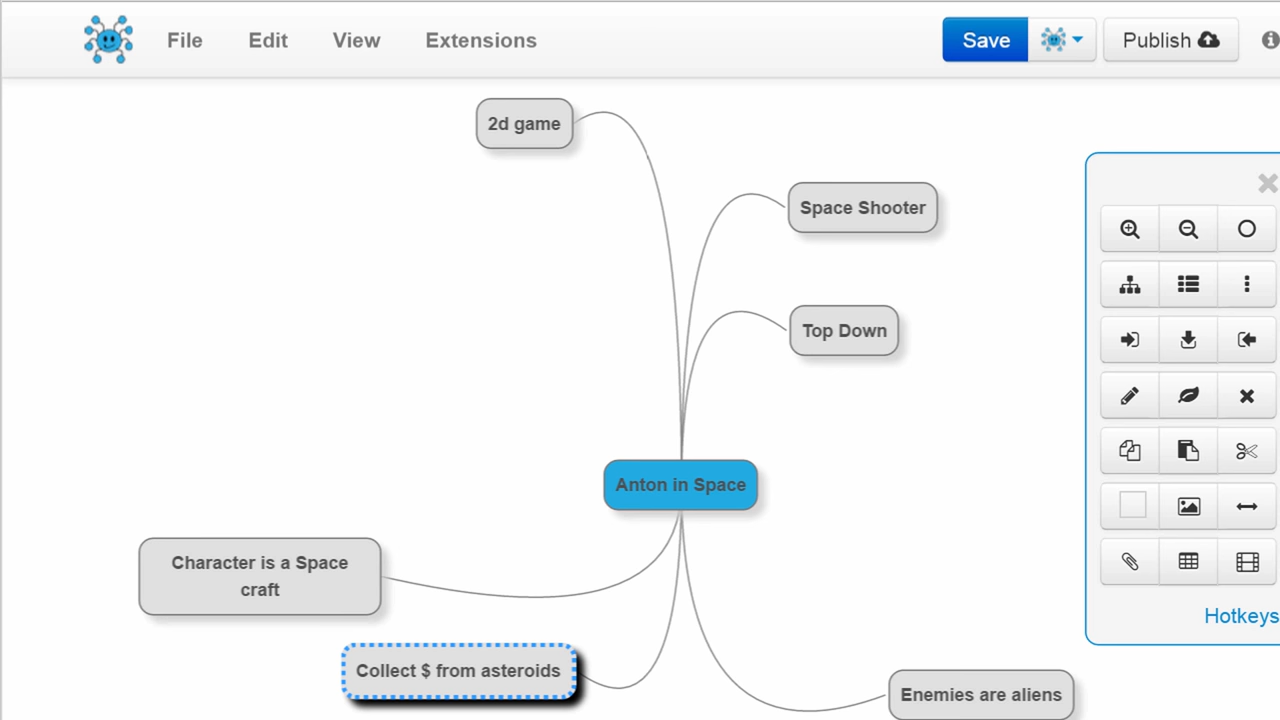 File Edit View Extensions Save Publish
2d game
Space Shooter
Top Down
Anton in Space
Character is a Space
craft
Collect $ from asteroids
Enemies are aliens
Hotkeys